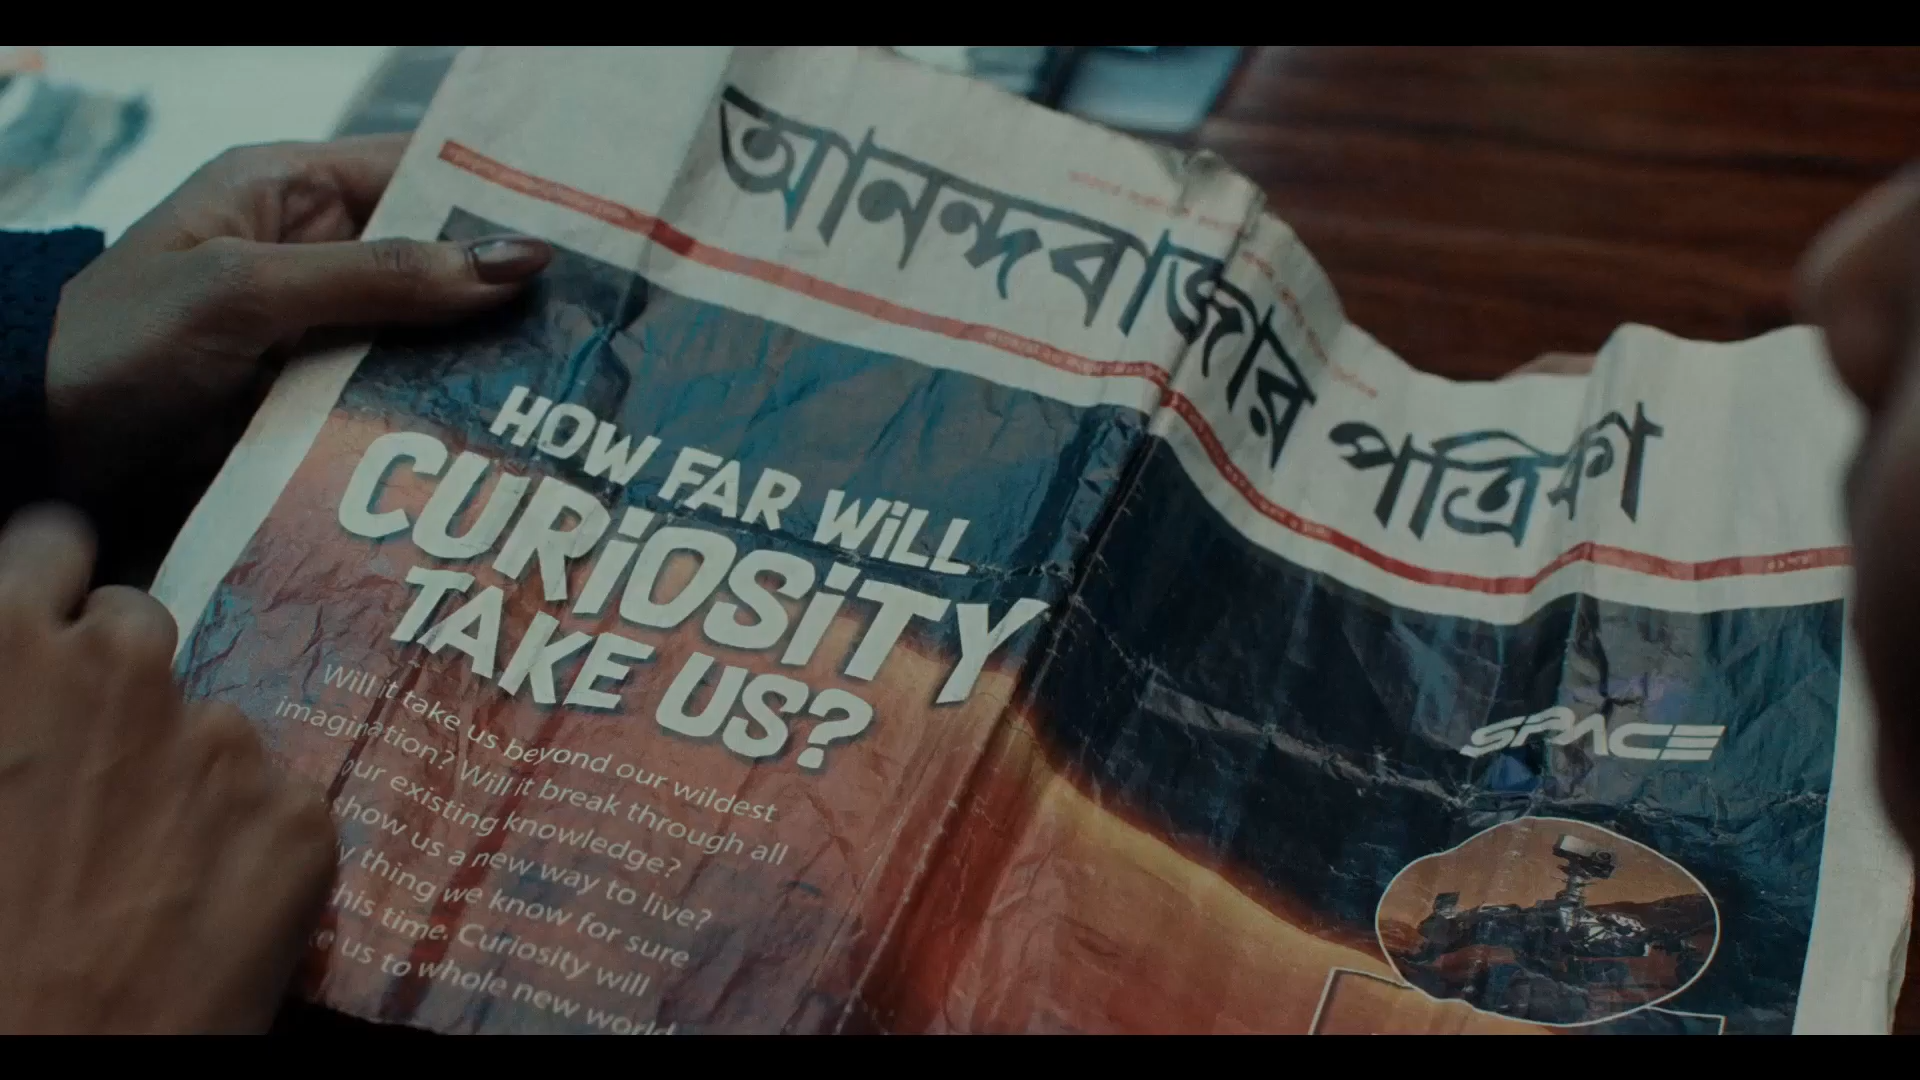 আনন্দবাজার পত্রিকা
HOW FAR WiLL
CURiOSiTY
TAKE US?
Will it take us beyond our wildest
imagination? Will it break through all
our existing knowledge?
show us a new way to live?
thing we know for sure
this time. Curiosity will
us to whole new world
SPACE